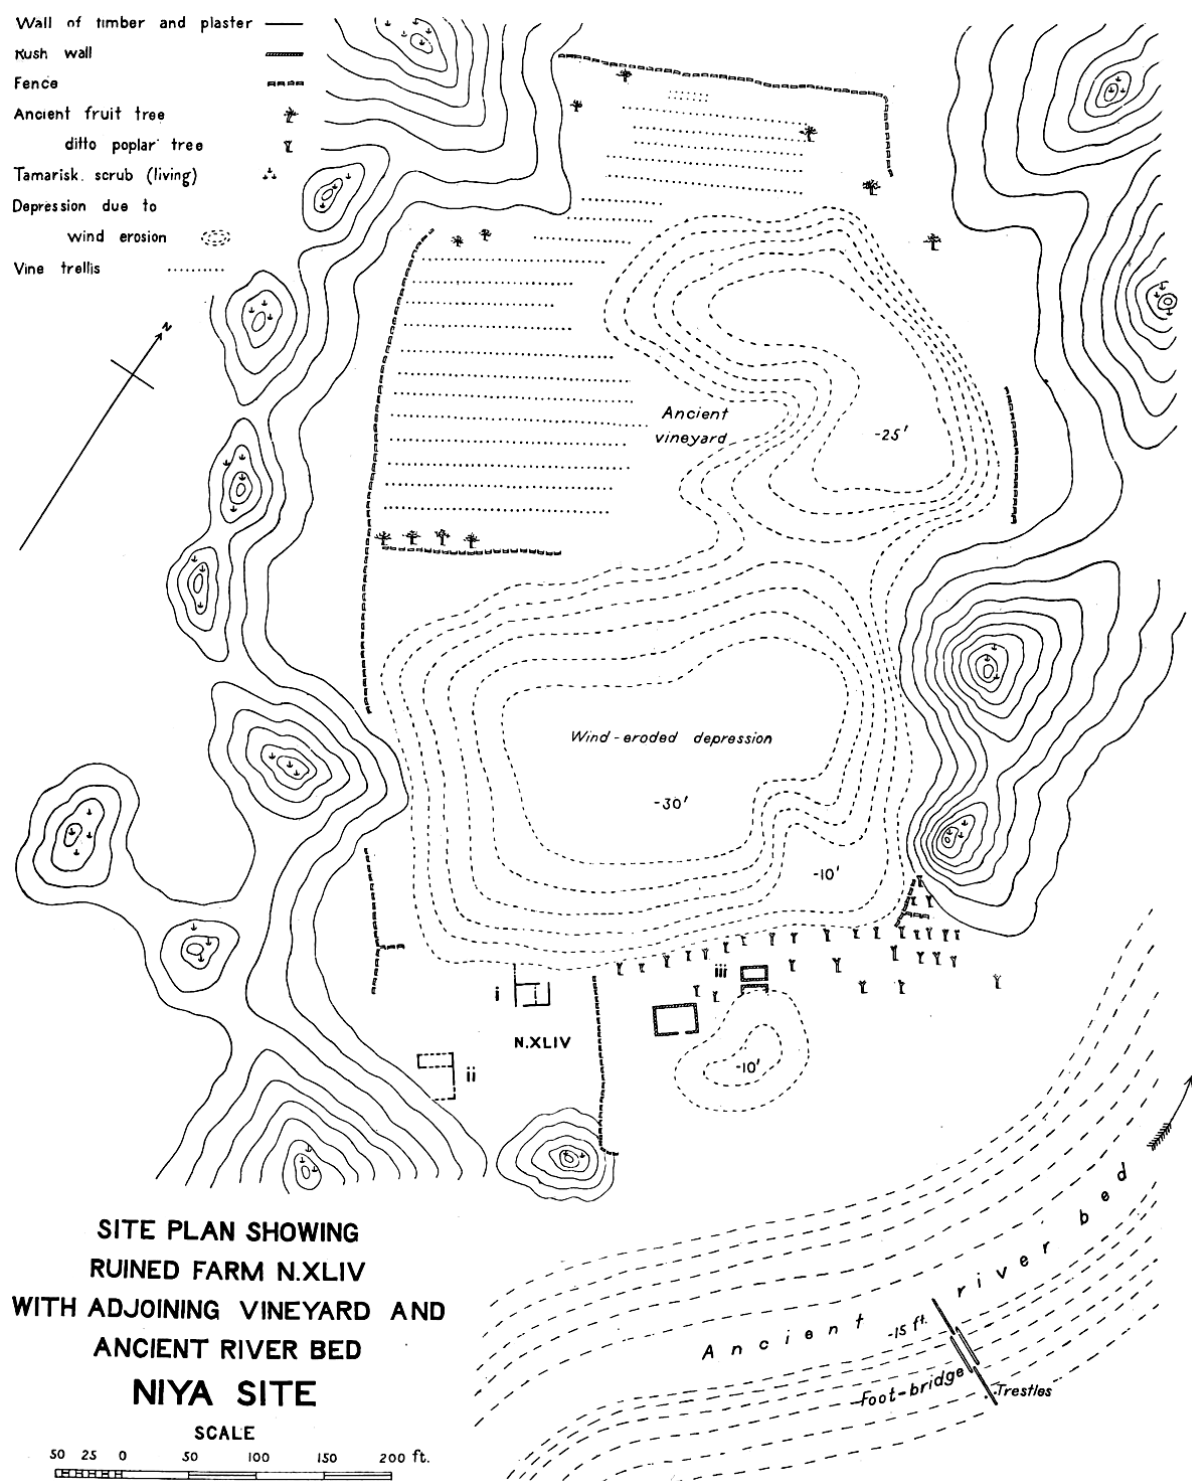 Wall of timber and plaster
Rush wall
Fence
Ancient fruit tree
ditto poplar tree
Tamarisk scrub (living)
Depression due to
wind erosion
Vine trellis
N
Ancient
vineyard
-25'
Wind-eroded depression
-30'
-10'
iii
i
N.XLIV
ii
-10'
Ancient river bed
-15 ft.
Foot-bridge
Trestles
SITE PLAN SHOWING
RUINED FARM N.XLIV
WITH ADJOINING VINEYARD AND
ANCIENT RIVER BED
NIYA SITE
SCALE
50 25 0 50 100 150 200 ft.